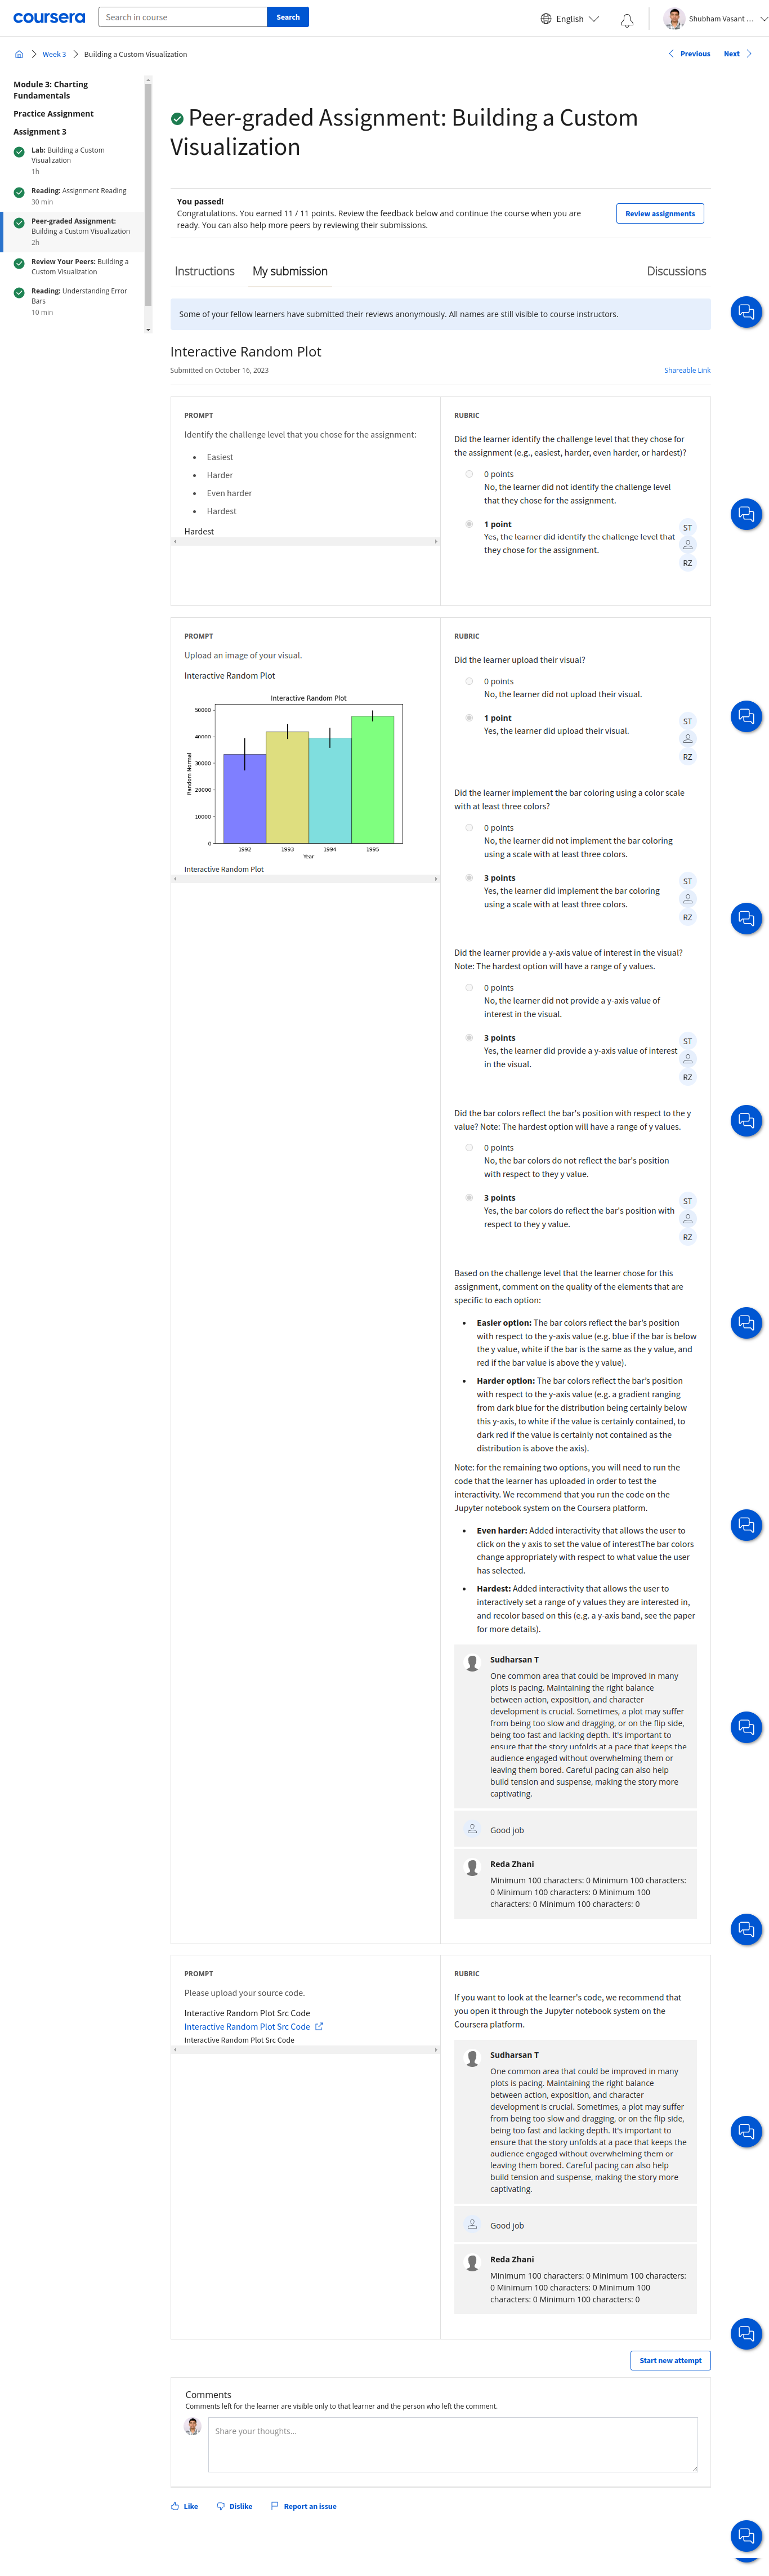 coursera
Search in course
Search
English
Shubham Vasant ...
Week 3
Building a Custom Visualization
Previous
Next
Module 3: Charting
Fundamentals
Practice Assignment
Assignment 3
Lab: Building a Custom
Visualization
1h
Reading: Assignment Reading
30 min
Peer-graded Assignment:
Building a Custom Visualization
2h
Review Your Peers: Building a
Custom Visualization
Reading: Understanding Error
Bars
10 min
Peer-graded Assignment: Building a Custom
Visualization
You passed!
Congratulations. You earned 11 / 11 points. Review the feedback and continue the course when you are
ready. You can also help more peers by reviewing their submissions.
Review assignments
Instructions
My submission
Discussions
Some of your fellow learners have submitted their reviews anonymously. All names are still visible to course instructors.
Interactive Random Plot
Submitted on October 16, 2023
Shareable Link
PROMPT
Identify the challenge level that you chose for the assignment:
Easiest
Harder
Even harder
Hardest
Hardest
RUBRIC
Did the learner identify the challenge level that they chose for
the assignment (e.g., easiest, harder, even harder, or hardest)?
0 points
No, the learner did not identify the challenge level
that they chose for the assignment.
1 point
Yes, the learner did identify the challenge level that
they chose for the assignment.
ST
RZ
PROMPT
Upload an image of your visual.
Interactive Random Plot
Interactive Random Plot
50000
40000
30000
20000
10000
0
Random Normal
1992
1993
1994
1995
Year
Interactive Random Plot
RUBRIC
Did the learner upload their visual?
0 points
No, the learner did not upload their visual.
1 point
Yes, the learner did upload their visual.
ST
RZ
Did the learner implement the bar coloring using a color scale
with at least three colors?
0 points
No, the learner did not implement the bar coloring
using a scale with at least three colors.
3 points
Yes, the learner did implement the bar coloring
using a scale with at least three colors.
ST
RZ
Did the learner provide a y-axis value of interest in the visual?
Note: The hardest option will have a range of y values.
0 points
No, the learner did not provide a y-axis value of
interest in the visual.
3 points
Yes, the learner did provide a y-axis value of interest
in the visual.
ST
RZ
Did the bar colors reflect the bar's position with respect to the y
value? Note: The hardest option will have a range of y values.
0 points
No, the bar colors do not reflect the bar's position
with respect to they y value.
3 points
Yes, the bar colors do reflect the bar's position with
respect to they y value.
ST
RZ
Based on the challenge level that the learner chose for this
assignment, comment on the quality of the elements that are
specific to each option:
Easier option: The bar colors reflect the bar's position
with respect to the y-axis value (e.g. blue if the bar is below
the y value, white if the bar is the same as the y value, and
red if the bar value is above the y value).
Harder option: The bar colors reflect the bar's position
with respect to the y-axis value (e.g. a gradient ranging
from dark blue for the distribution being certainly below
this y-axis, to white if the value is certainly contained, to
dark red if the value is certainly not contained as the
distribution is above the axis).
Note: for the remaining two options, you will need to run the
code that the learner has uploaded in order to test the
interactivity. We recommend that you run the code on the
Jupyter notebook system on the Coursera platform.
Even harder: Added interactivity that allows the user to
click on the y axis to set the value of interestThe bar colors
change appropriately with respect to what value the user
has selected.
Hardest: Added interactivity that allows the user to
interactively set a range of y values they are interested in,
and recolor based on this (e.g. a y-axis band, see the paper
for more details).
Sudharsan T
One common area that could be improved in many
plots is pacing. Maintaining the right balance
between action, exposition, and character
development is crucial. Sometimes, a plot may suffer
from being too slow and dragging, or on the flip side,
being too fast and lacking depth. It's important to
ensure that the story unfolds at a pace that keeps the
audience engaged without overwhelming them or
leaving them bored. Careful pacing can also help
build tension and suspense, making the story more
captivating.
Good job
Reda Zhani
Minimum 100 characters: 0 Minimum 100 characters:
0 Minimum 100 characters: 0 Minimum 100
characters: 0 Minimum 100 characters: 0
PROMPT
Please upload your source code.
Interactive Random Plot Src Code
Interactive Random Plot Src Code
Interactive Random Plot Src Code
RUBRIC
If you want to look at the learner's code, we recommend that
you open it through the Jupyter notebook system on the
Coursera platform.
Sudharsan T
One common area that could be improved in many
plots is pacing. Maintaining the right balance
between action, exposition, and character
development is crucial. Sometimes, a plot may suffer
from being too slow and dragging, or on the flip side,
being too fast and lacking depth. It's important to
ensure that the story unfolds at a pace that keeps the
audience engaged without overwhelming them or
leaving them bored. Careful pacing can also help
build tension and suspense, making the story more
captivating.
Good job
Reda Zhani
Minimum 100 characters: 0 Minimum 100 characters:
0 Minimum 100 characters: 0 Minimum 100
characters: 0 Minimum 100 characters: 0
Start new attempt
Comments
Comments left for the learner are visible only to that learner and the person who left the comment.
Share your thoughts...
Like
Dislike
Report an issue